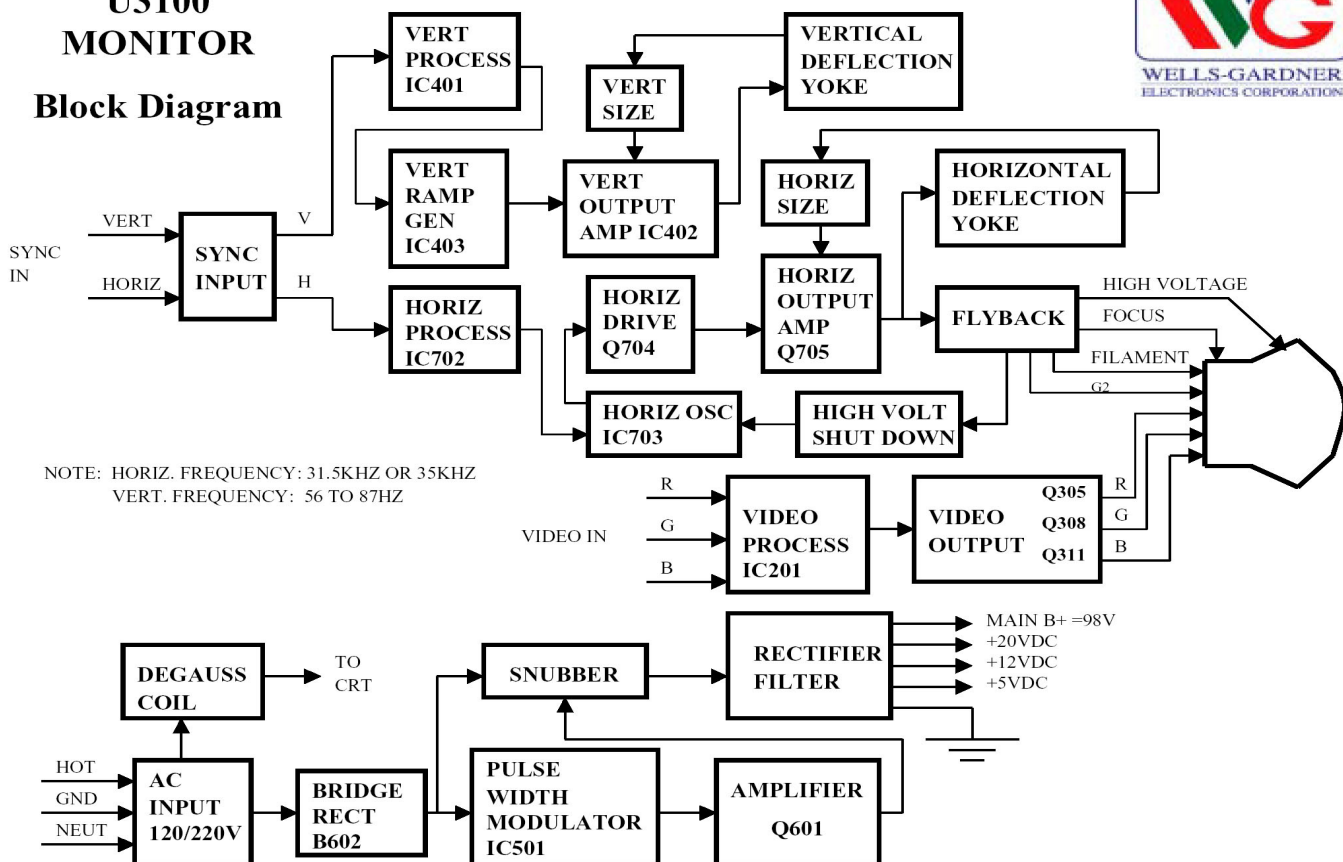 U3100
MONITOR
Block Diagram
WELLS-GARDNER
ELECTRONICS CORPORATION
VERT
PROCESS
IC401
VERT
SIZE
VERTICAL
DEFLECTION
YOKE
VERT
RAMP
GEN
IC403
VERT
OUTPUT
AMP IC402
HORIZ
SIZE
HORIZONTAL
DEFLECTION
YOKE
SYNC
IN
VERT
HORIZ
SYNC
INPUT
V
H
HORIZ
PROCESS
IC702
HORIZ
DRIVE
Q704
HORIZ
OUTPUT
AMP
Q705
FLYBACK
HIGH VOLTAGE
FOCUS
FILAMENT
G2
HORIZ OSC
IC703
HIGH VOLT
SHUT DOWN
NOTE: HORIZ. FREQUENCY: 31.5KHZ OR 35KHZ
VERT. FREQUENCY: 56 TO 87HZ
VIDEO IN
R
G
B
VIDEO
PROCESS
IC201
VIDEO
OUTPUT
Q305
Q308
Q311
R
G
B
DEGAUSS
COIL
TO
CRT
SNUBBER
RECTIFIER
FILTER
MAIN B+ =98V
+20VDC
+12VDC
+5VDC
HOT
GND
NEUT
AC
INPUT
120/220V
BRIDGE
RECT
B602
PULSE
WIDTH
MODULATOR
IC501
AMPLIFIER
Q601